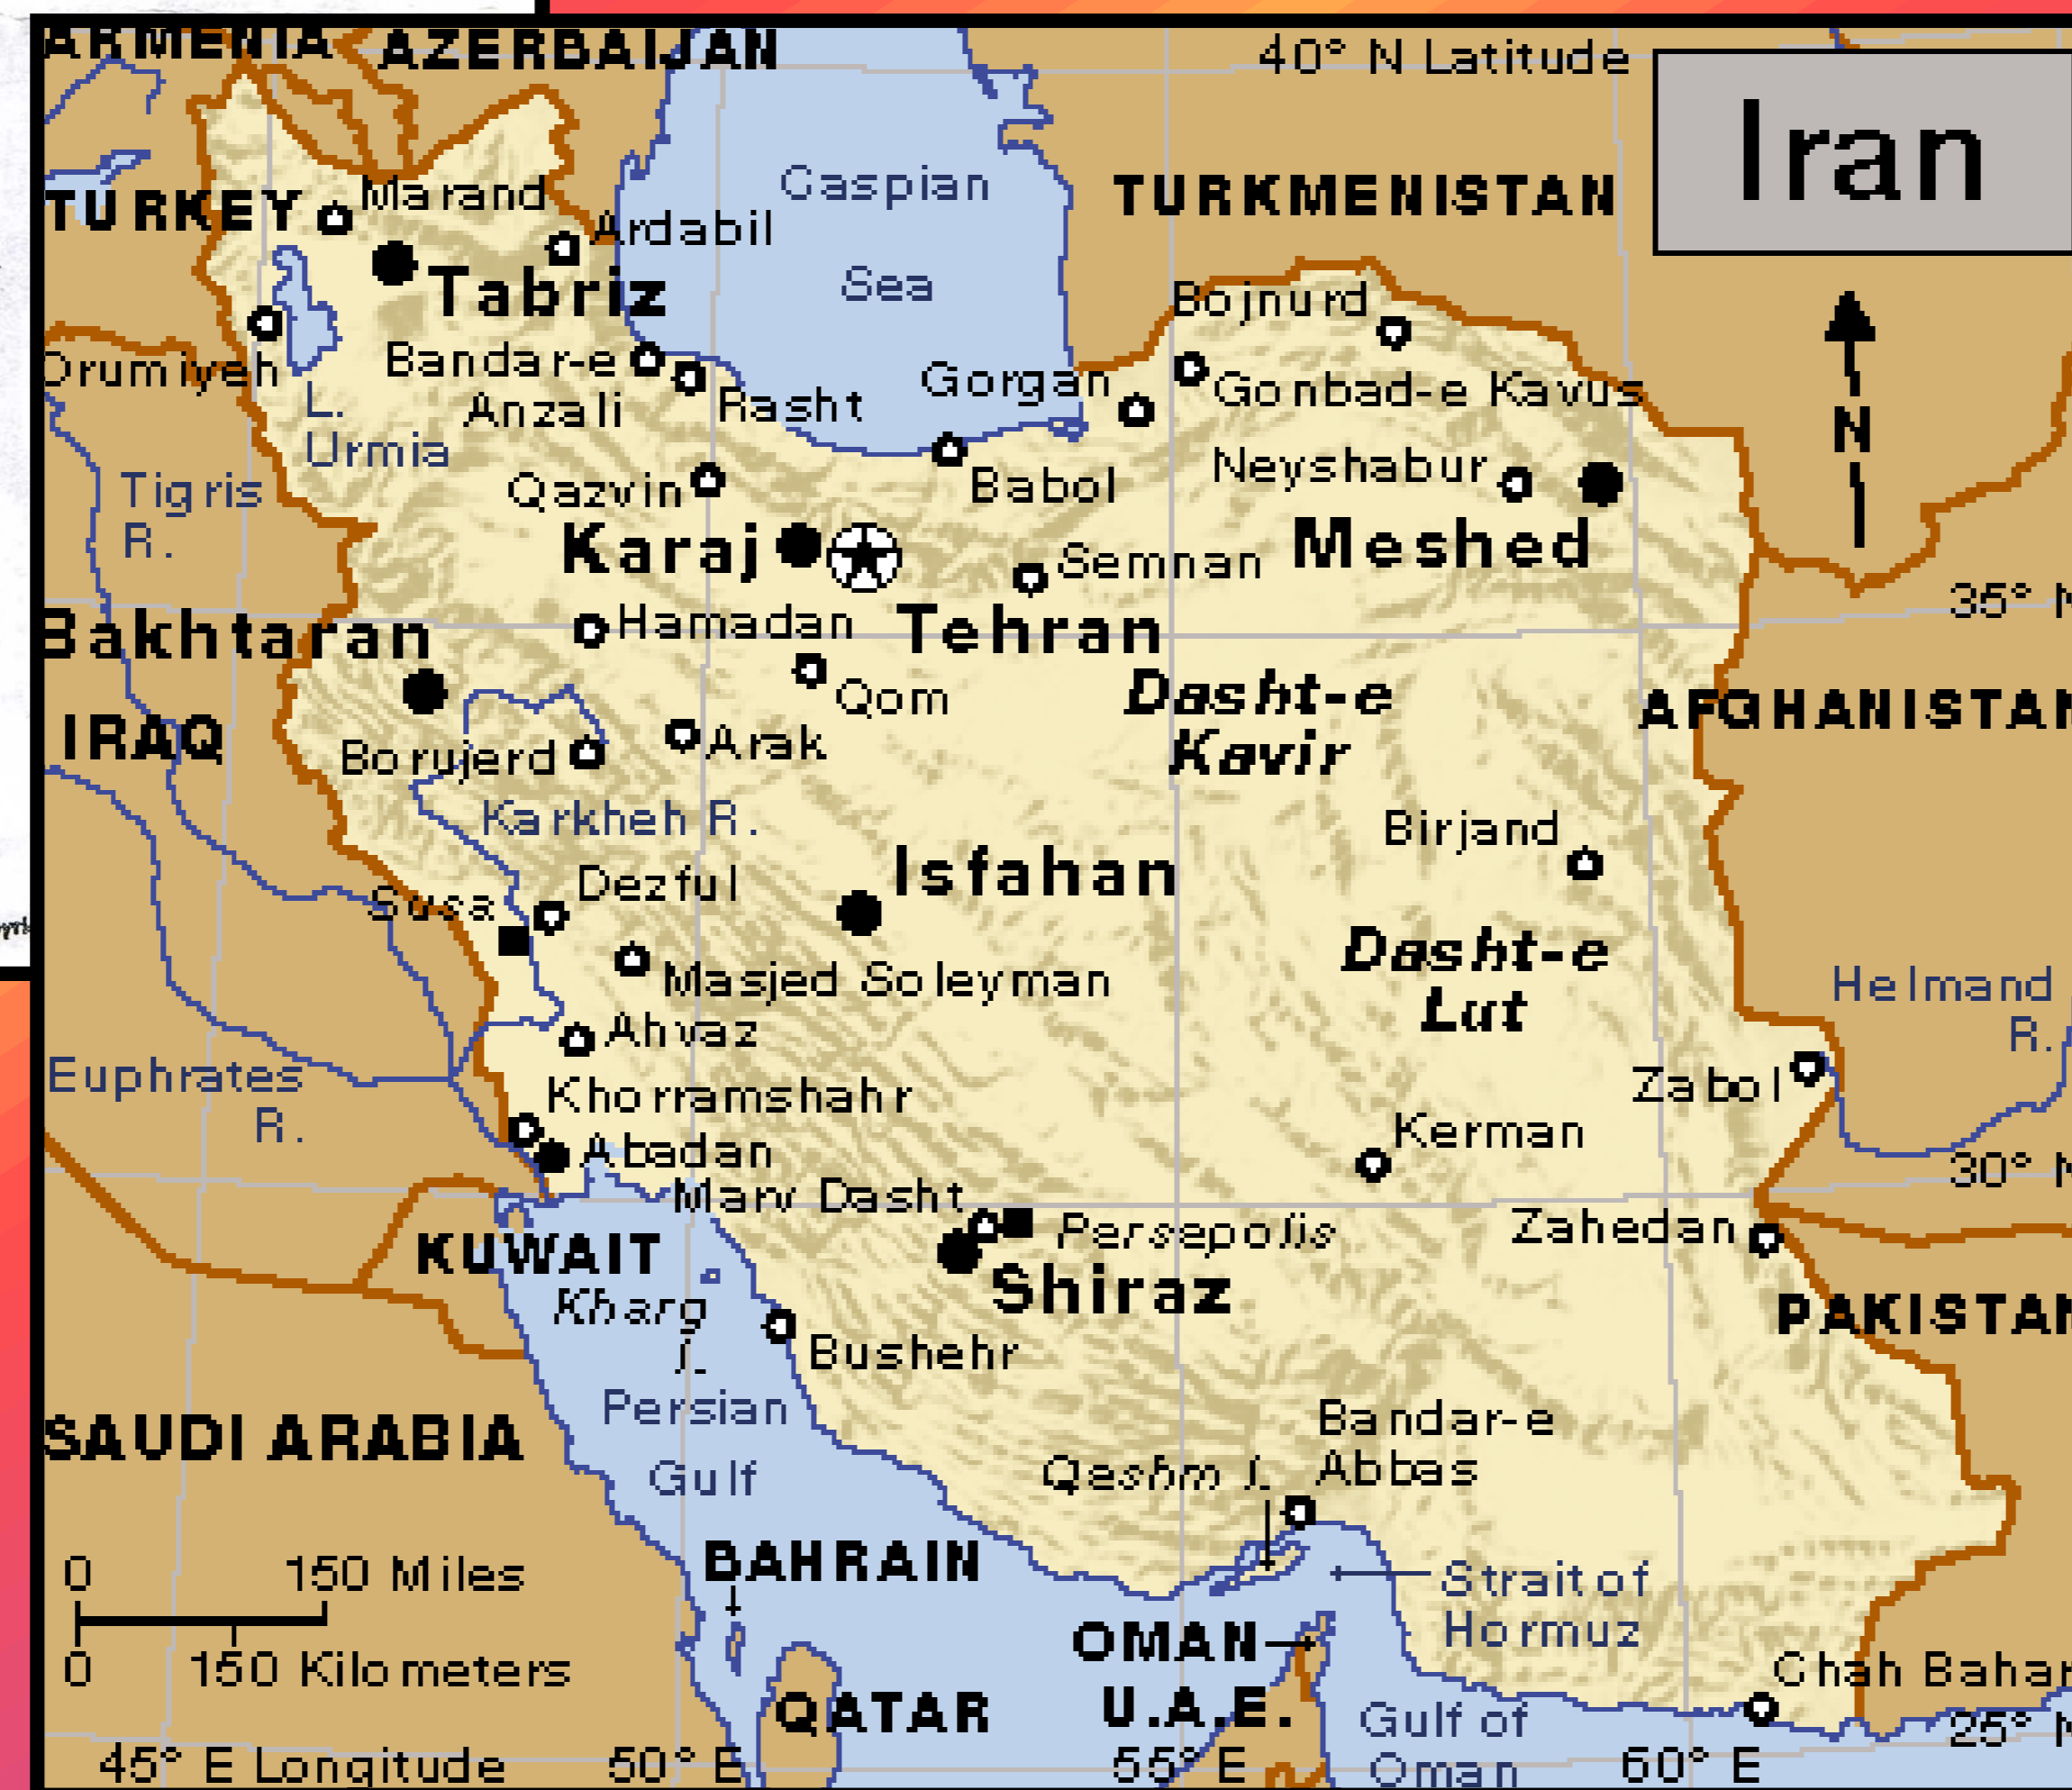 ARMENIA
AZERBAIJAN
40° N Latitude
Iran
Caspian
Sea
TURKMENISTAN
TURKEY
Marand
Ardabil
Tabriz
Bojnurd
Orumiyeh
Bandar-e
Anzali
Rasht
Gorgan
Gonbad-e Kavus
L.
Urmia
N
Tigris
R.
Qazvin
Babol
Neyshabur
Karaj
Semnan
Meshed
35° N
Bakhtaran
Hamadan
Tehran
Qom
Dasht-e
Kavir
AFGHANISTAN
IRAQ
Borujerd
Arak
Karkheh R.
Birjand
Isfahan
Susa
Dezful
Masjed Soleyman
Dasht-e
Lut
Helmand
R.
Ahvaz
Euphrates
R.
Khorramshahr
Zabol
Abadan
Kerman
30° N
Marv Dasht
Persepolis
Zahedan
KUWAIT
Shiraz
Kharg
I.
PAKISTAN
Bushehr
Persian
Gulf
SAUDI ARABIA
Bandar-e
Abbas
Qeshm I.
BAHRAIN
Strait of
Hormuz
0 150 Miles
0 150 Kilometers
OMAN
QATAR
U.A.E.
Chah Bahar
Gulf of
Oman
25° N
45° E Longitude
50° E
55° E
60° E